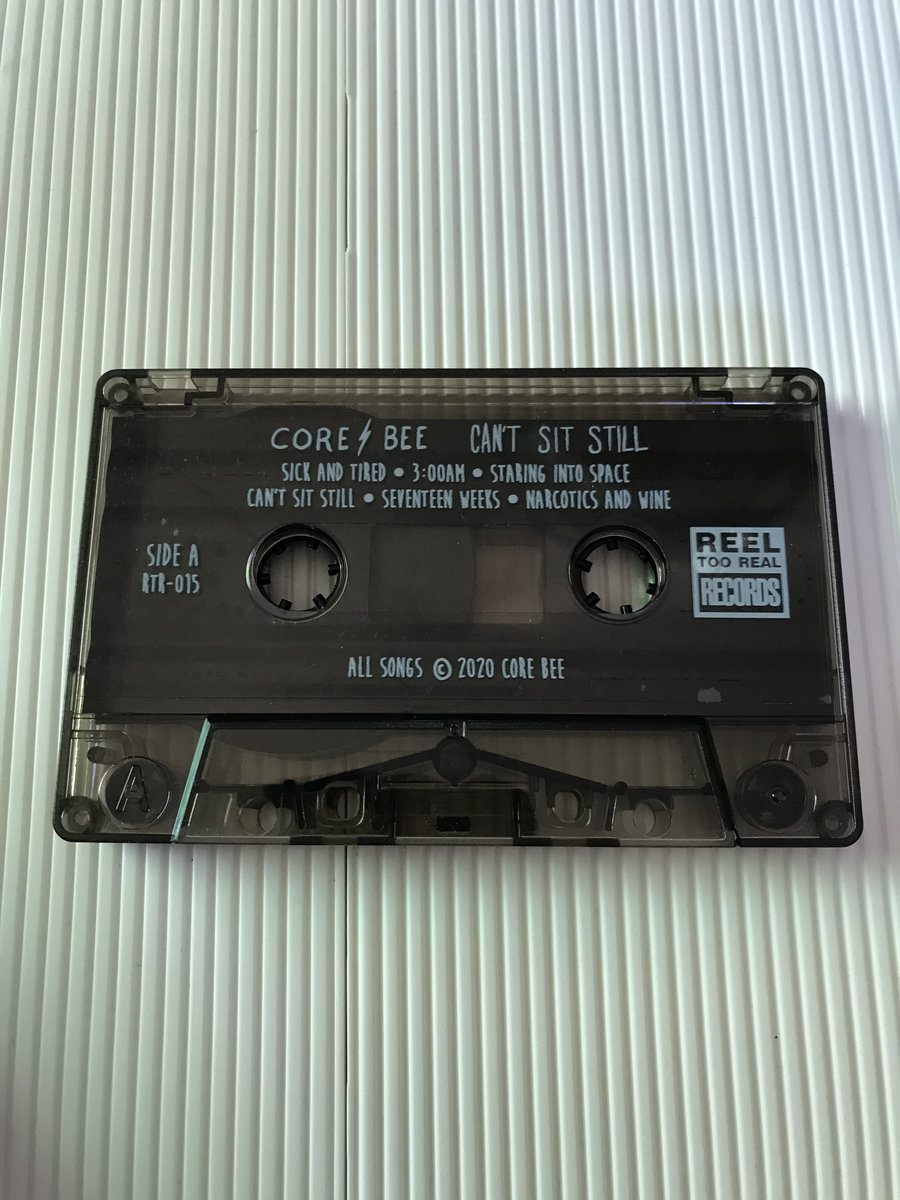 CORE⚡BEE CAN'T SIT STILL
SICK AND TIRED • 3:00AM • STARING INTO SPACE
CAN'T SIT STILL • SEVENTEEN WEEKS • NARCOTICS AND WINE
SIDE A
RTR-015
REEL
TOO REAL
RECORDS
ALL SONGS © 2020 CORE BEE
A